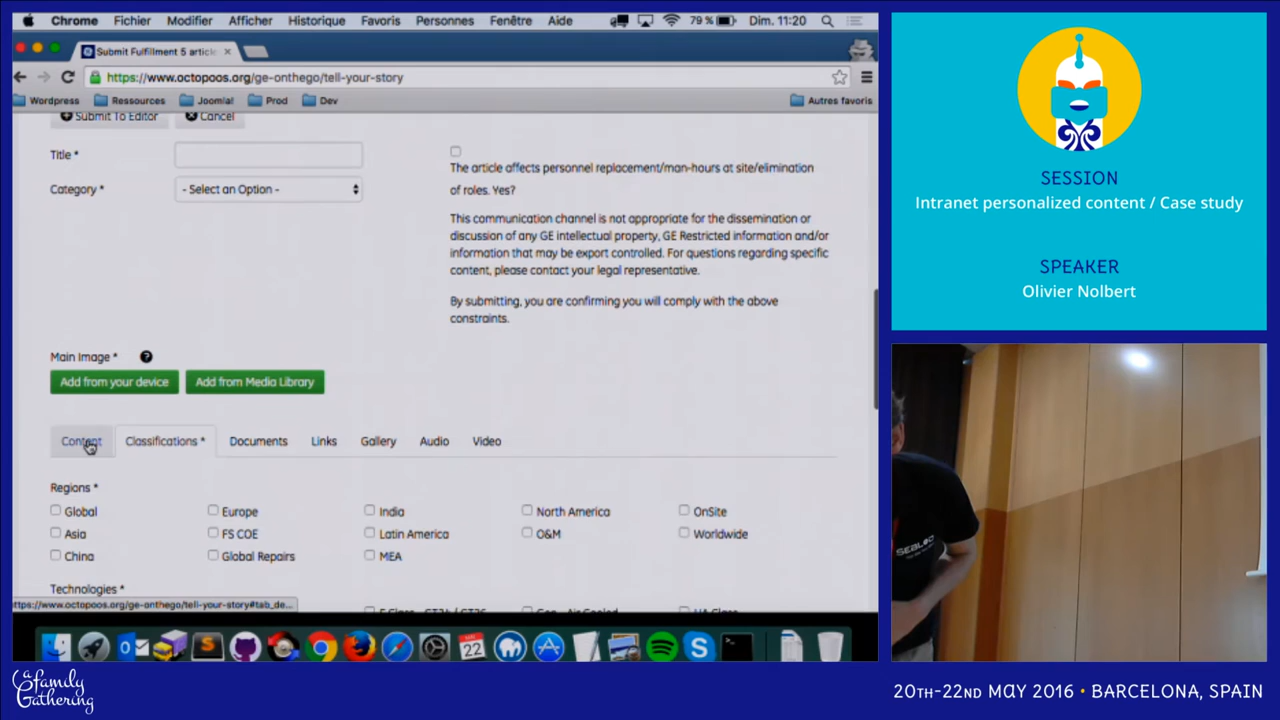 Chrome Fichier Modifier Afficher Historique Favoris Personnes Fenêtre Aide 79 % Dim. 11:20
Submit Fulfillment 5 article
https://www.octopoos.org/ge-onthego/tell-your-story
Wordpress Ressources Joomla! Prod Dev Autres favoris
Submit To Editor Cancel
Title *
Category * - Select an Option -
The article affects personnel replacement/man-hours at site/elimination
of roles. Yes?
This communication channel is not appropriate for the dissemination or
discussion of any GE intellectual property, GE Restricted information and/or
information that may be export controlled. For questions regarding specific
content, please contact your legal representative.
By submitting, you are confirming you will comply with the above
constraints.
Main Image * ?
Add from your device Add from Media Library
Content Classifications * Documents Links Gallery Audio Video
Regions *
Global Europe India North America OnSite
Asia FS COE Latin America O&M Worldwide
China Global Repairs MEA
Technologies *
https://www.octopoos.org/ge-onthego/tell-your-story#tab_de...
MAY
22
SESSION
Intranet personalized content / Case study
SPEAKER
Olivier Nolbert
a Family
Gathering
20TH-22ND MAY 2016 • BARCELONA, SPAIN